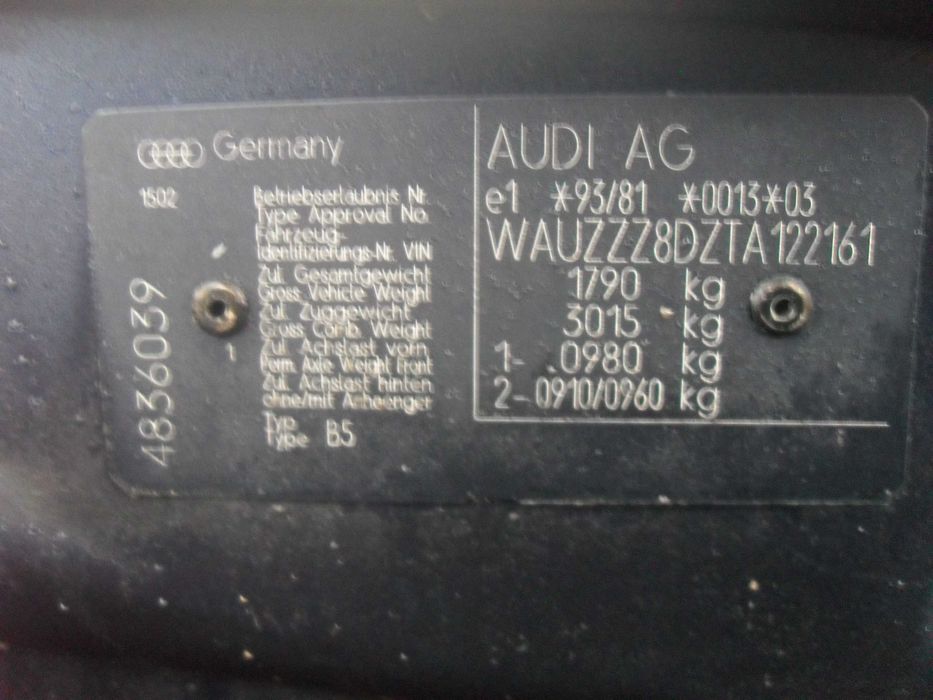 Germany
1502
Betriebserlaubnis Nr.
Type Approval No.
Fahrzeug-
Identifizierungs-Nr. VIN
Zul. Gesamtgewicht
Gross Vehicle Weight
Zul. Zuggewicht
Gross Comb. Weight
Zul. Achslast vorn
Perm. Axle Weight Front
Zul. Achslast hinten
ohne/mit Anhaenger
Typ
Type B5
1
4836039
AUDI AG
e1 *93/81 *0013*03
WAUZZZ8DZTA122161
1790 kg
3015 kg
1- 0980 kg
2- 0910/0960 kg